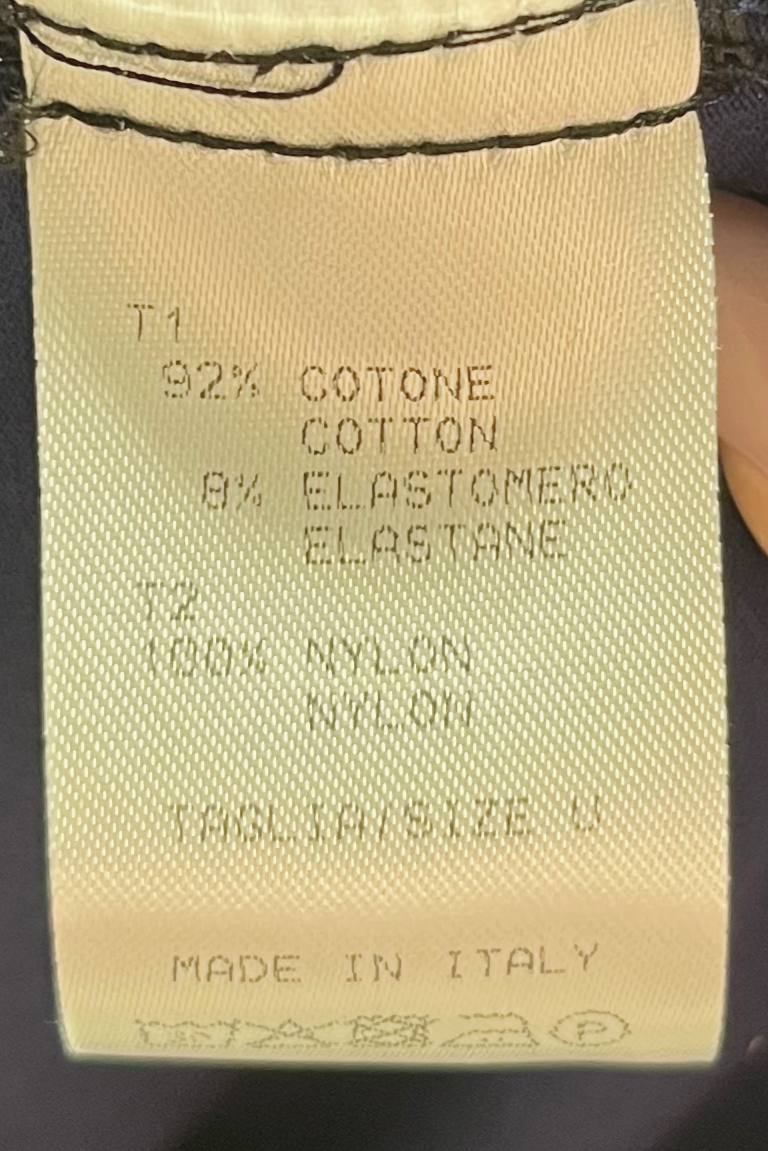 T1
92% COTONE
COTTON
8% ELASTOMERO
ELASTANE
T2
100% NYLON
NYLON
TAGLIA/SIZE U
MADE IN ITALY
P